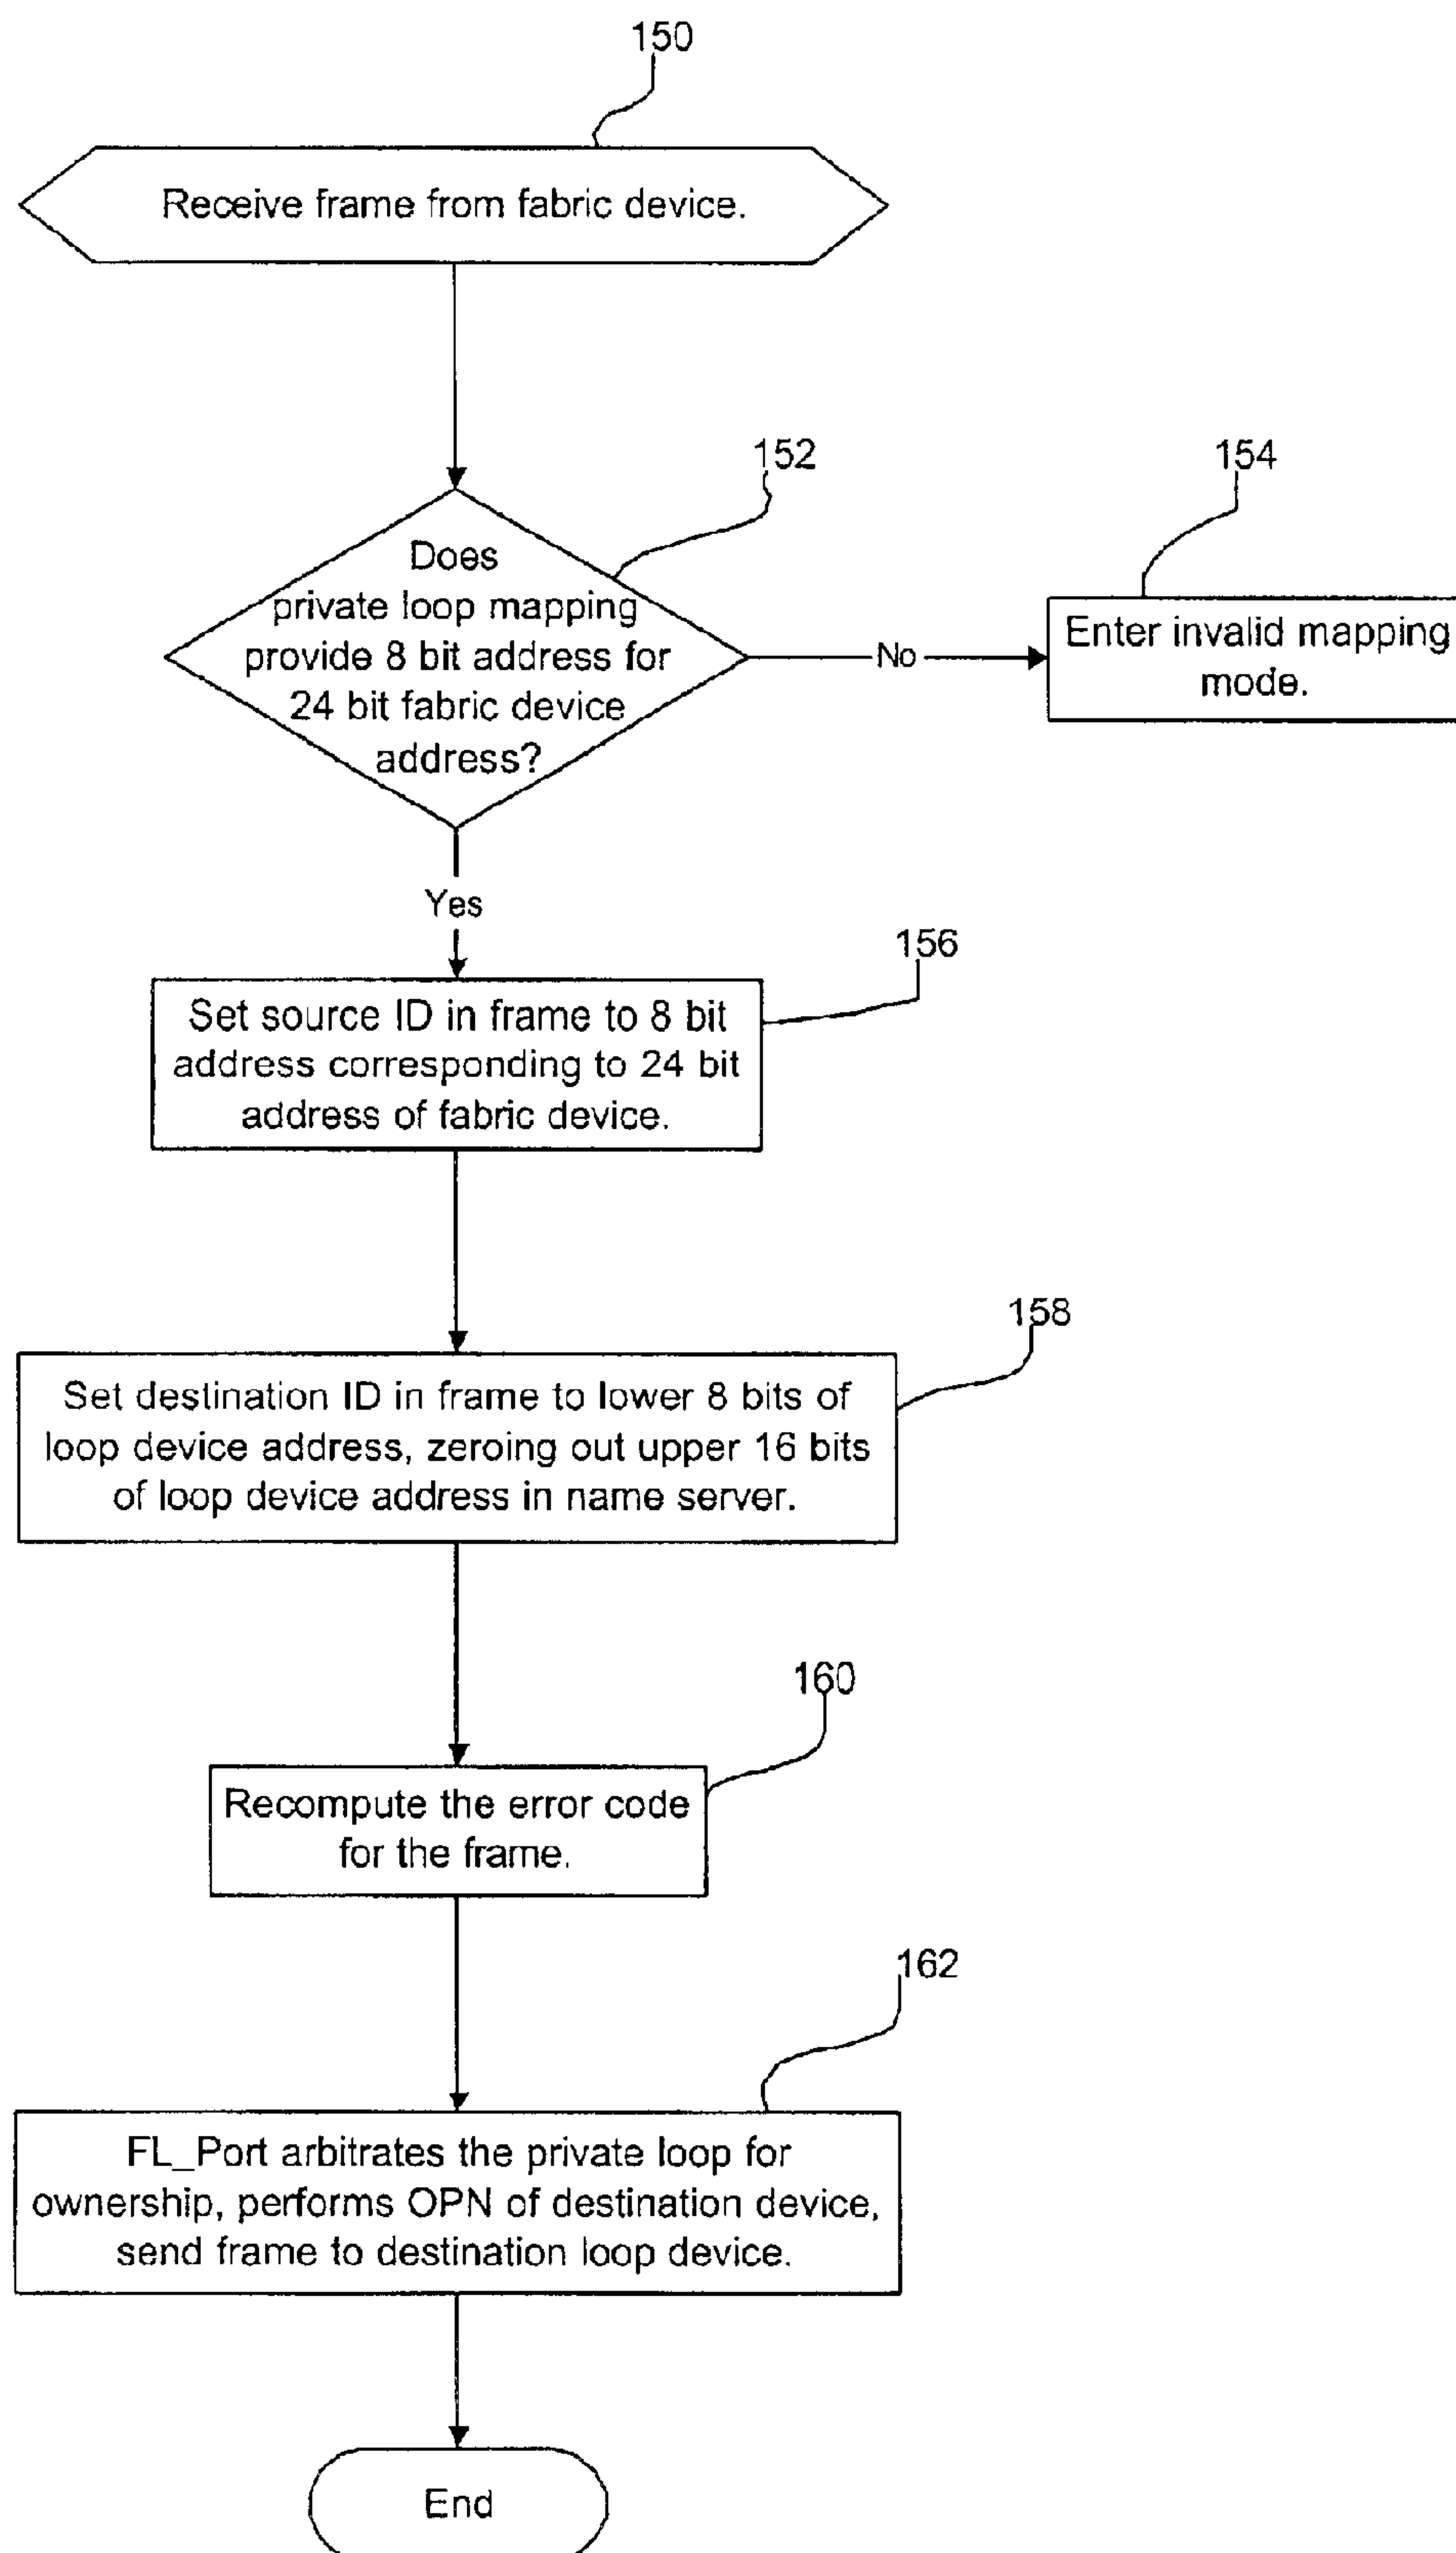 150
Receive frame from fabric device.
152
154
Does
private loop mapping
provide 8 bit address for
24 bit fabric device
address?
No
Enter invalid mapping
mode.
Yes
156
Set source ID in frame to 8 bit
address corresponding to 24 bit
address of fabric device.
158
Set destination ID in frame to lower 8 bits of
loop device address, zeroing out upper 16 bits
of loop device address in name server.
160
Recompute the error code
for the frame.
162
FL_Port arbitrates the private loop for
ownership, performs OPN of destination device,
send frame to destination loop device.
End